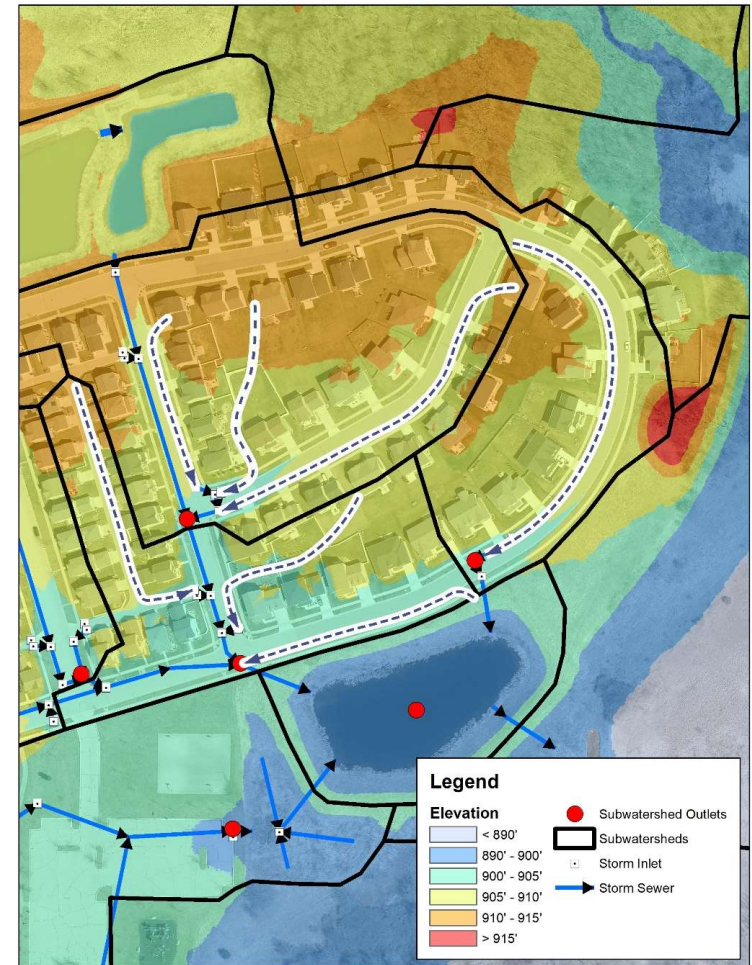 Legend
Elevation
< 890'
890' - 900'
900' - 905'
905' - 910'
910' - 915'
> 915'
Subwatershed Outlets
Subwatersheds
Storm Inlet
Storm Sewer